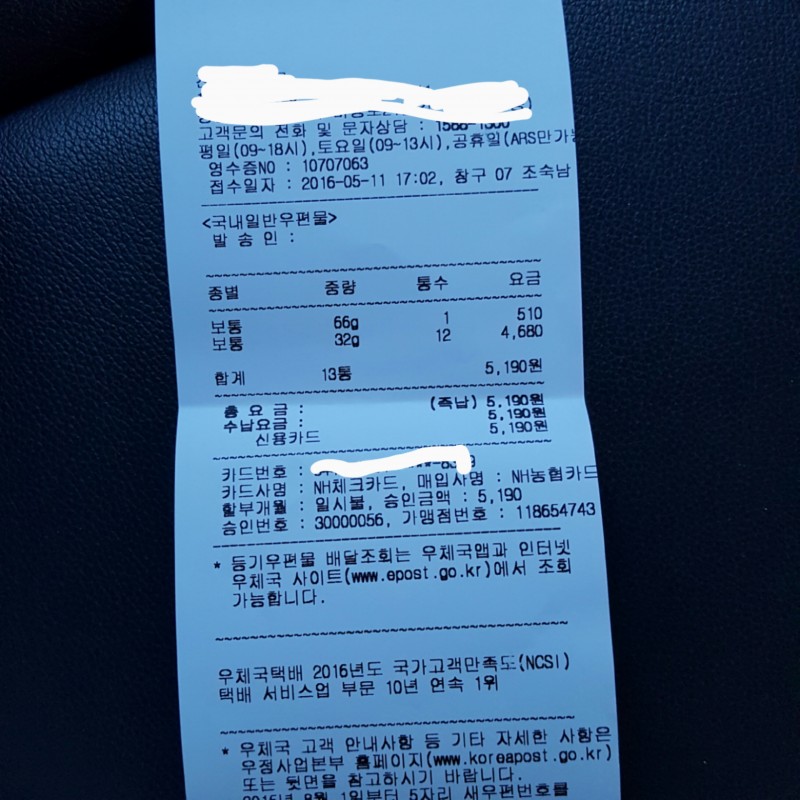 고객문의 전화 및 문자상담 : 1588-1300
평일(09~18시),토요일(09~13시),공휴일(ARS만가능
영수증NO : 10707063
접수일자 : 2016-05-11 17:02, 창구 07 조숙남
<국내일반우편물>
발 송 인 :
종별 중량 통수 요금
보통 66g 1 510
보통 32g 12 4,680
합계 13통 5,190원
총 요 금 : (즉납) 5,190원
수납요금 : 5,190원
신용카드 5,190원
카드번호 :
카드사명 : NH체크카드, 매입사명 : NH농협카드
할부개월 : 일시불, 승인금액 : 5,190
승인번호 : 30000056, 가맹점번호 : 118654743
* 등기우편물 배달조회는 우체국앱과 인터넷
우체국 사이트(www.epost.go.kr)에서 조회
가능합니다.
우체국택배 2016년도 국가고객만족도(NCSI)
택배 서비스업 부문 10년 연속 1위
* 우체국 고객 안내사항 등 기타 자세한 사항은
우정사업본부 홈페이지(www.koreapost.go.kr)
또는 뒷면을 참고하시기 바랍니다.
1일부터 5자리 새우편번호를